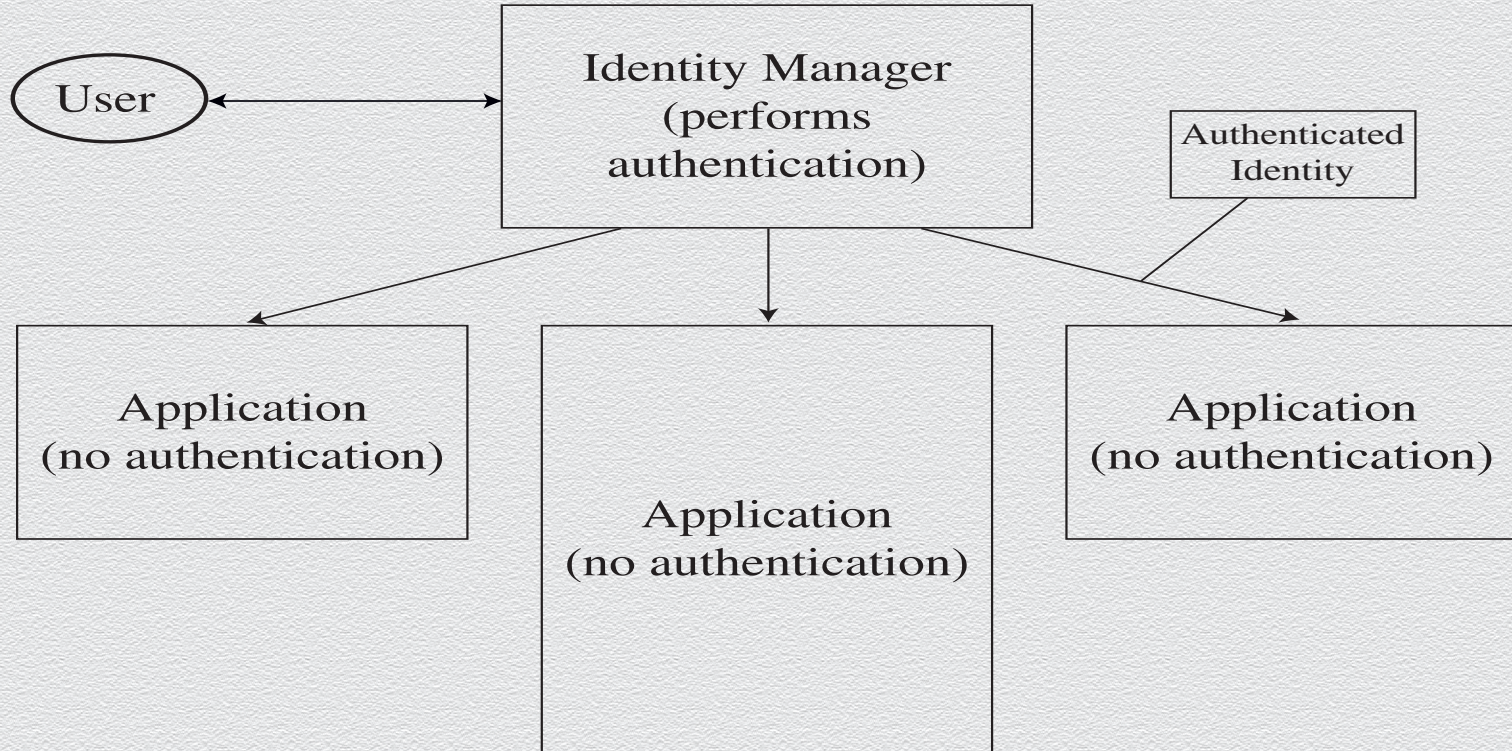 User
Identity Manager
(performs
authentication)
Authenticated
Identity
Application
(no authentication)
Application
(no authentication)
Application
(no authentication)